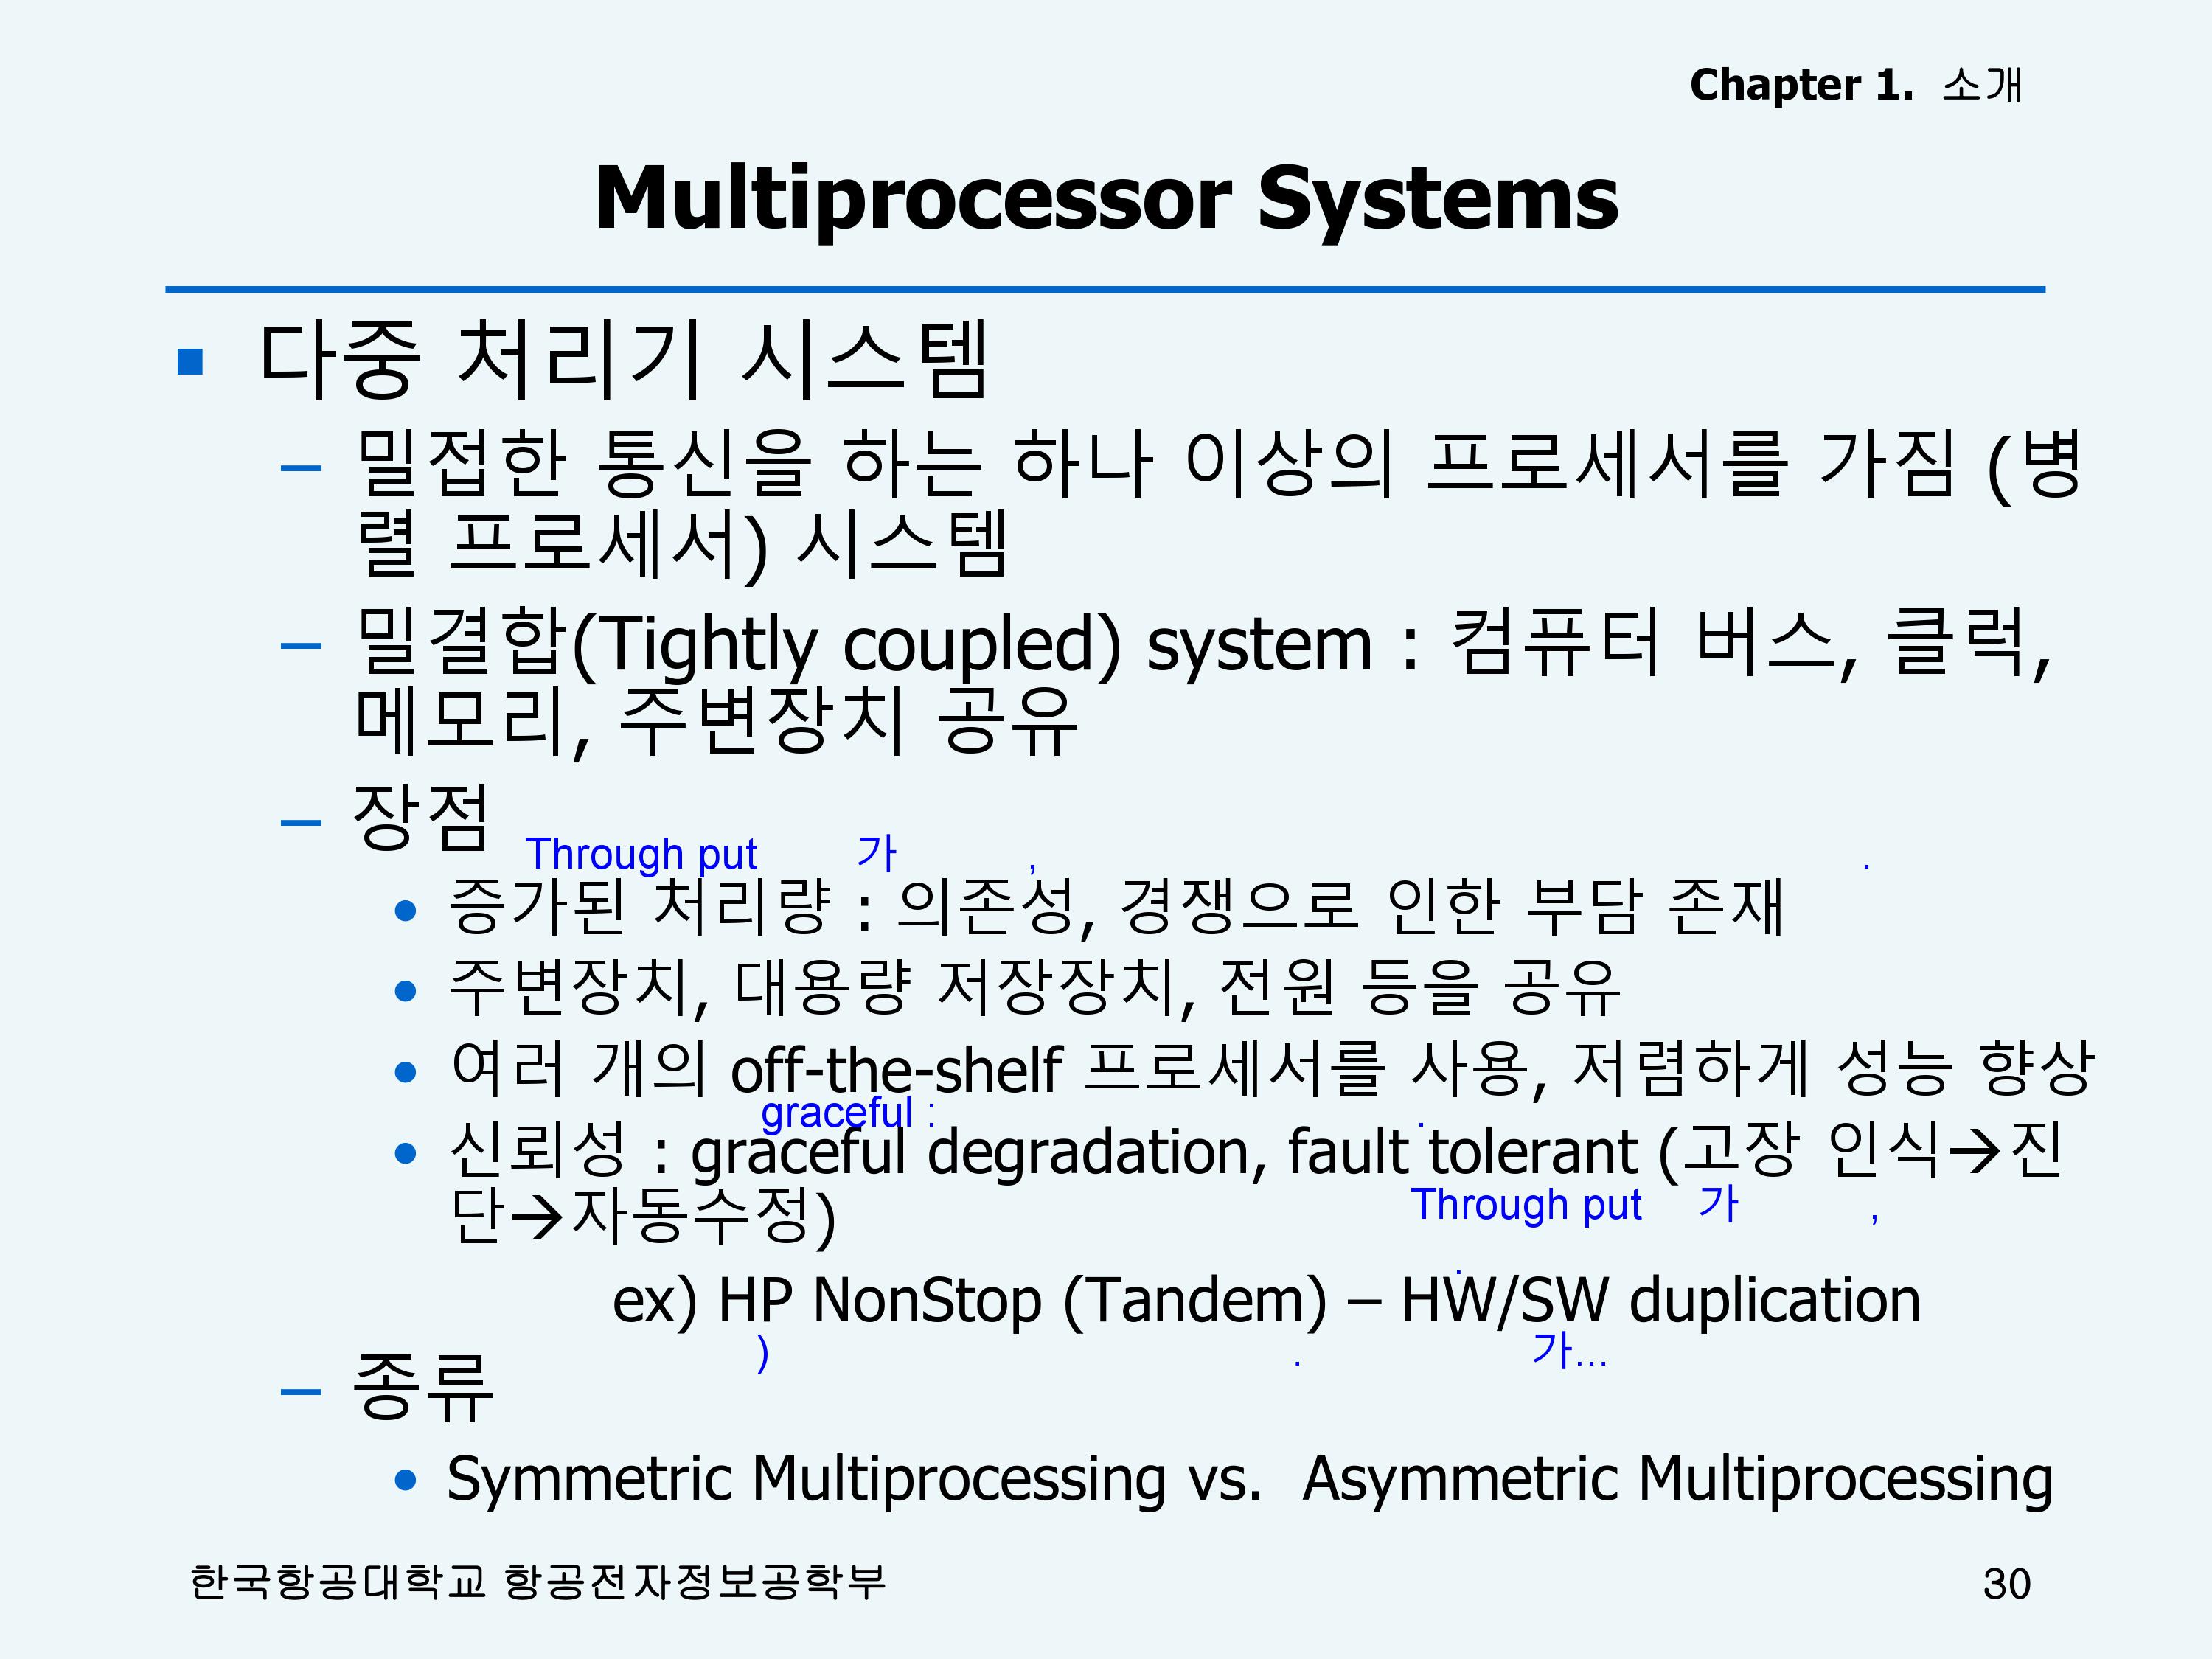 Chapter 1. 소개
Multiprocessor Systems
다중 처리기 시스템
– 밀접한 통신을 하는 하나 이상의 프로세서를 가짐 (병
렬 프로세서) 시스템
– 밀결합(Tightly coupled) system : 컴퓨터 버스, 클럭,
메모리, 주변장치 공유
– 장점
Through put 가 , .
• 증가된 처리량 : 의존성, 경쟁으로 인한 부담 존재
• 주변장치, 대용량 저장장치, 전원 등을 공유
• 여러 개의 off-the-shelf 프로세서를 사용, 저렴하게 성능 향상
graceful : .
• 신뢰성 : graceful degradation, fault tolerant (고장 인식→진
단→자동수정)
Through put 가 ,
.
ex) HP NonStop (Tandem) – HW/SW duplication
) . 가...
– 종류
• Symmetric Multiprocessing vs. Asymmetric Multiprocessing
한국항공대학교 항공전자정보공학부
30